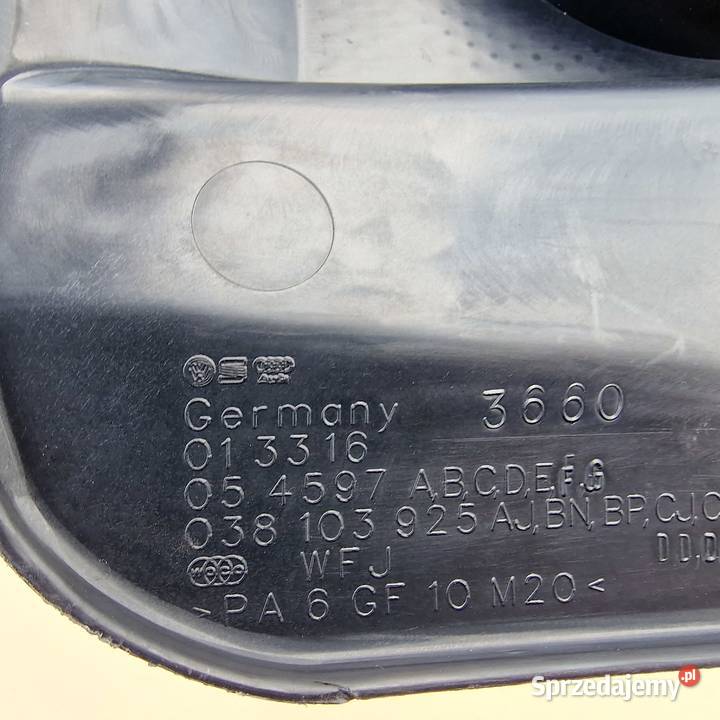 Germany 3660
01 3316
05 4597 A,B,C,D,E,F,G
038 103 925 AJ,BN,BP,CJ,C
WFJ DD,D
>PA 6 GF 10 M20<
Sprzedajemy.pl